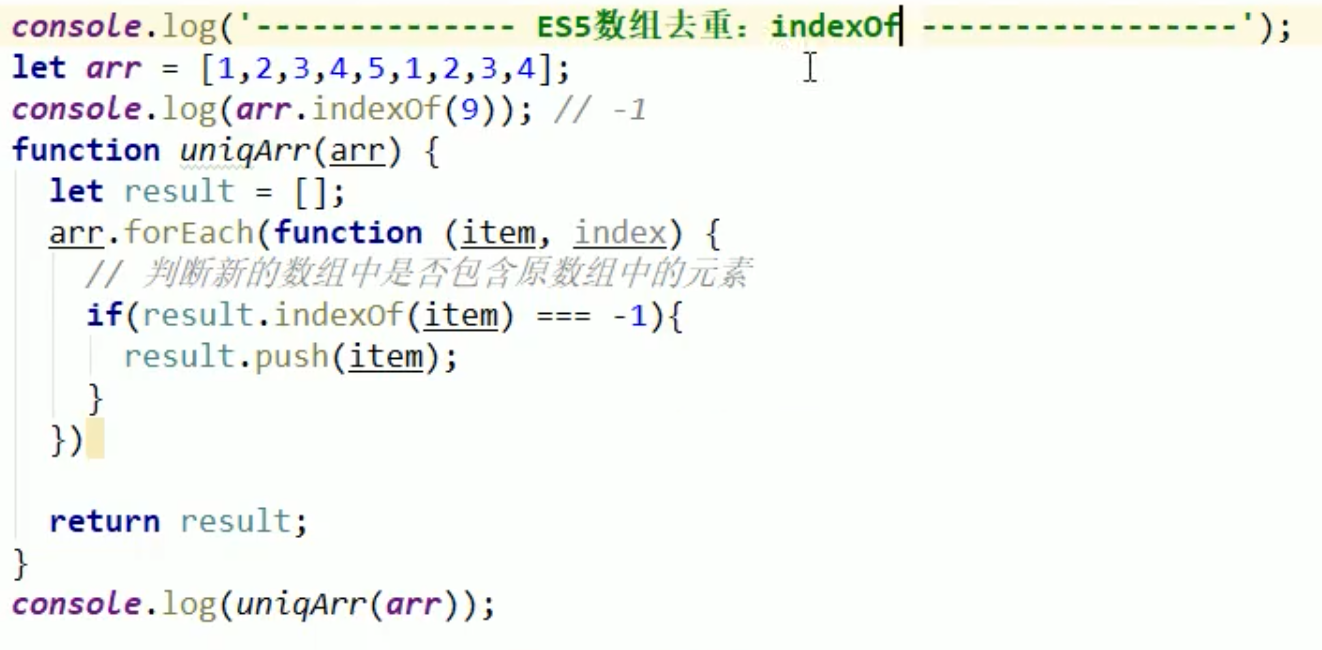 console.log('-------------- ES5数组去重：indexOf -----------------');
let arr = [1,2,3,4,5,1,2,3,4];
console.log(arr.indexOf(9)); // -1
function uniqArr(arr) {
  let result = [];
  arr.forEach(function (item, index) {
    // 判断新的数组中是否包含原数组中的元素
    if(result.indexOf(item) === -1){
      result.push(item);
    }
  })
  return result;
}
console.log(uniqArr(arr));